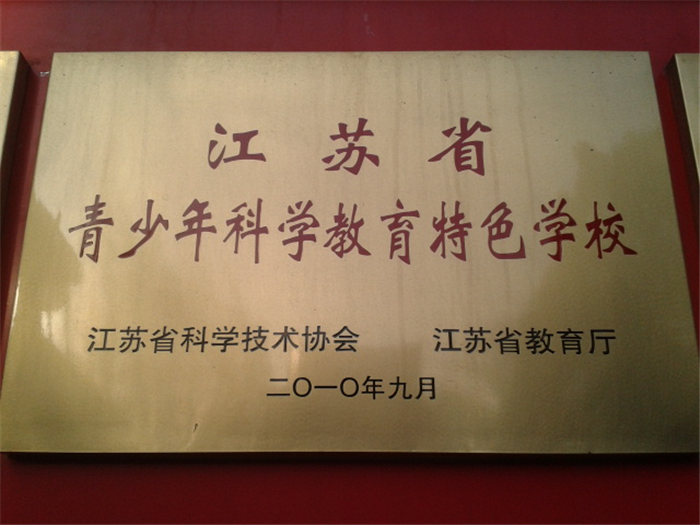 江苏省
青少年科学教育特色学校
江苏省科学技术协会 江苏省教育厅
二〇一〇年九月